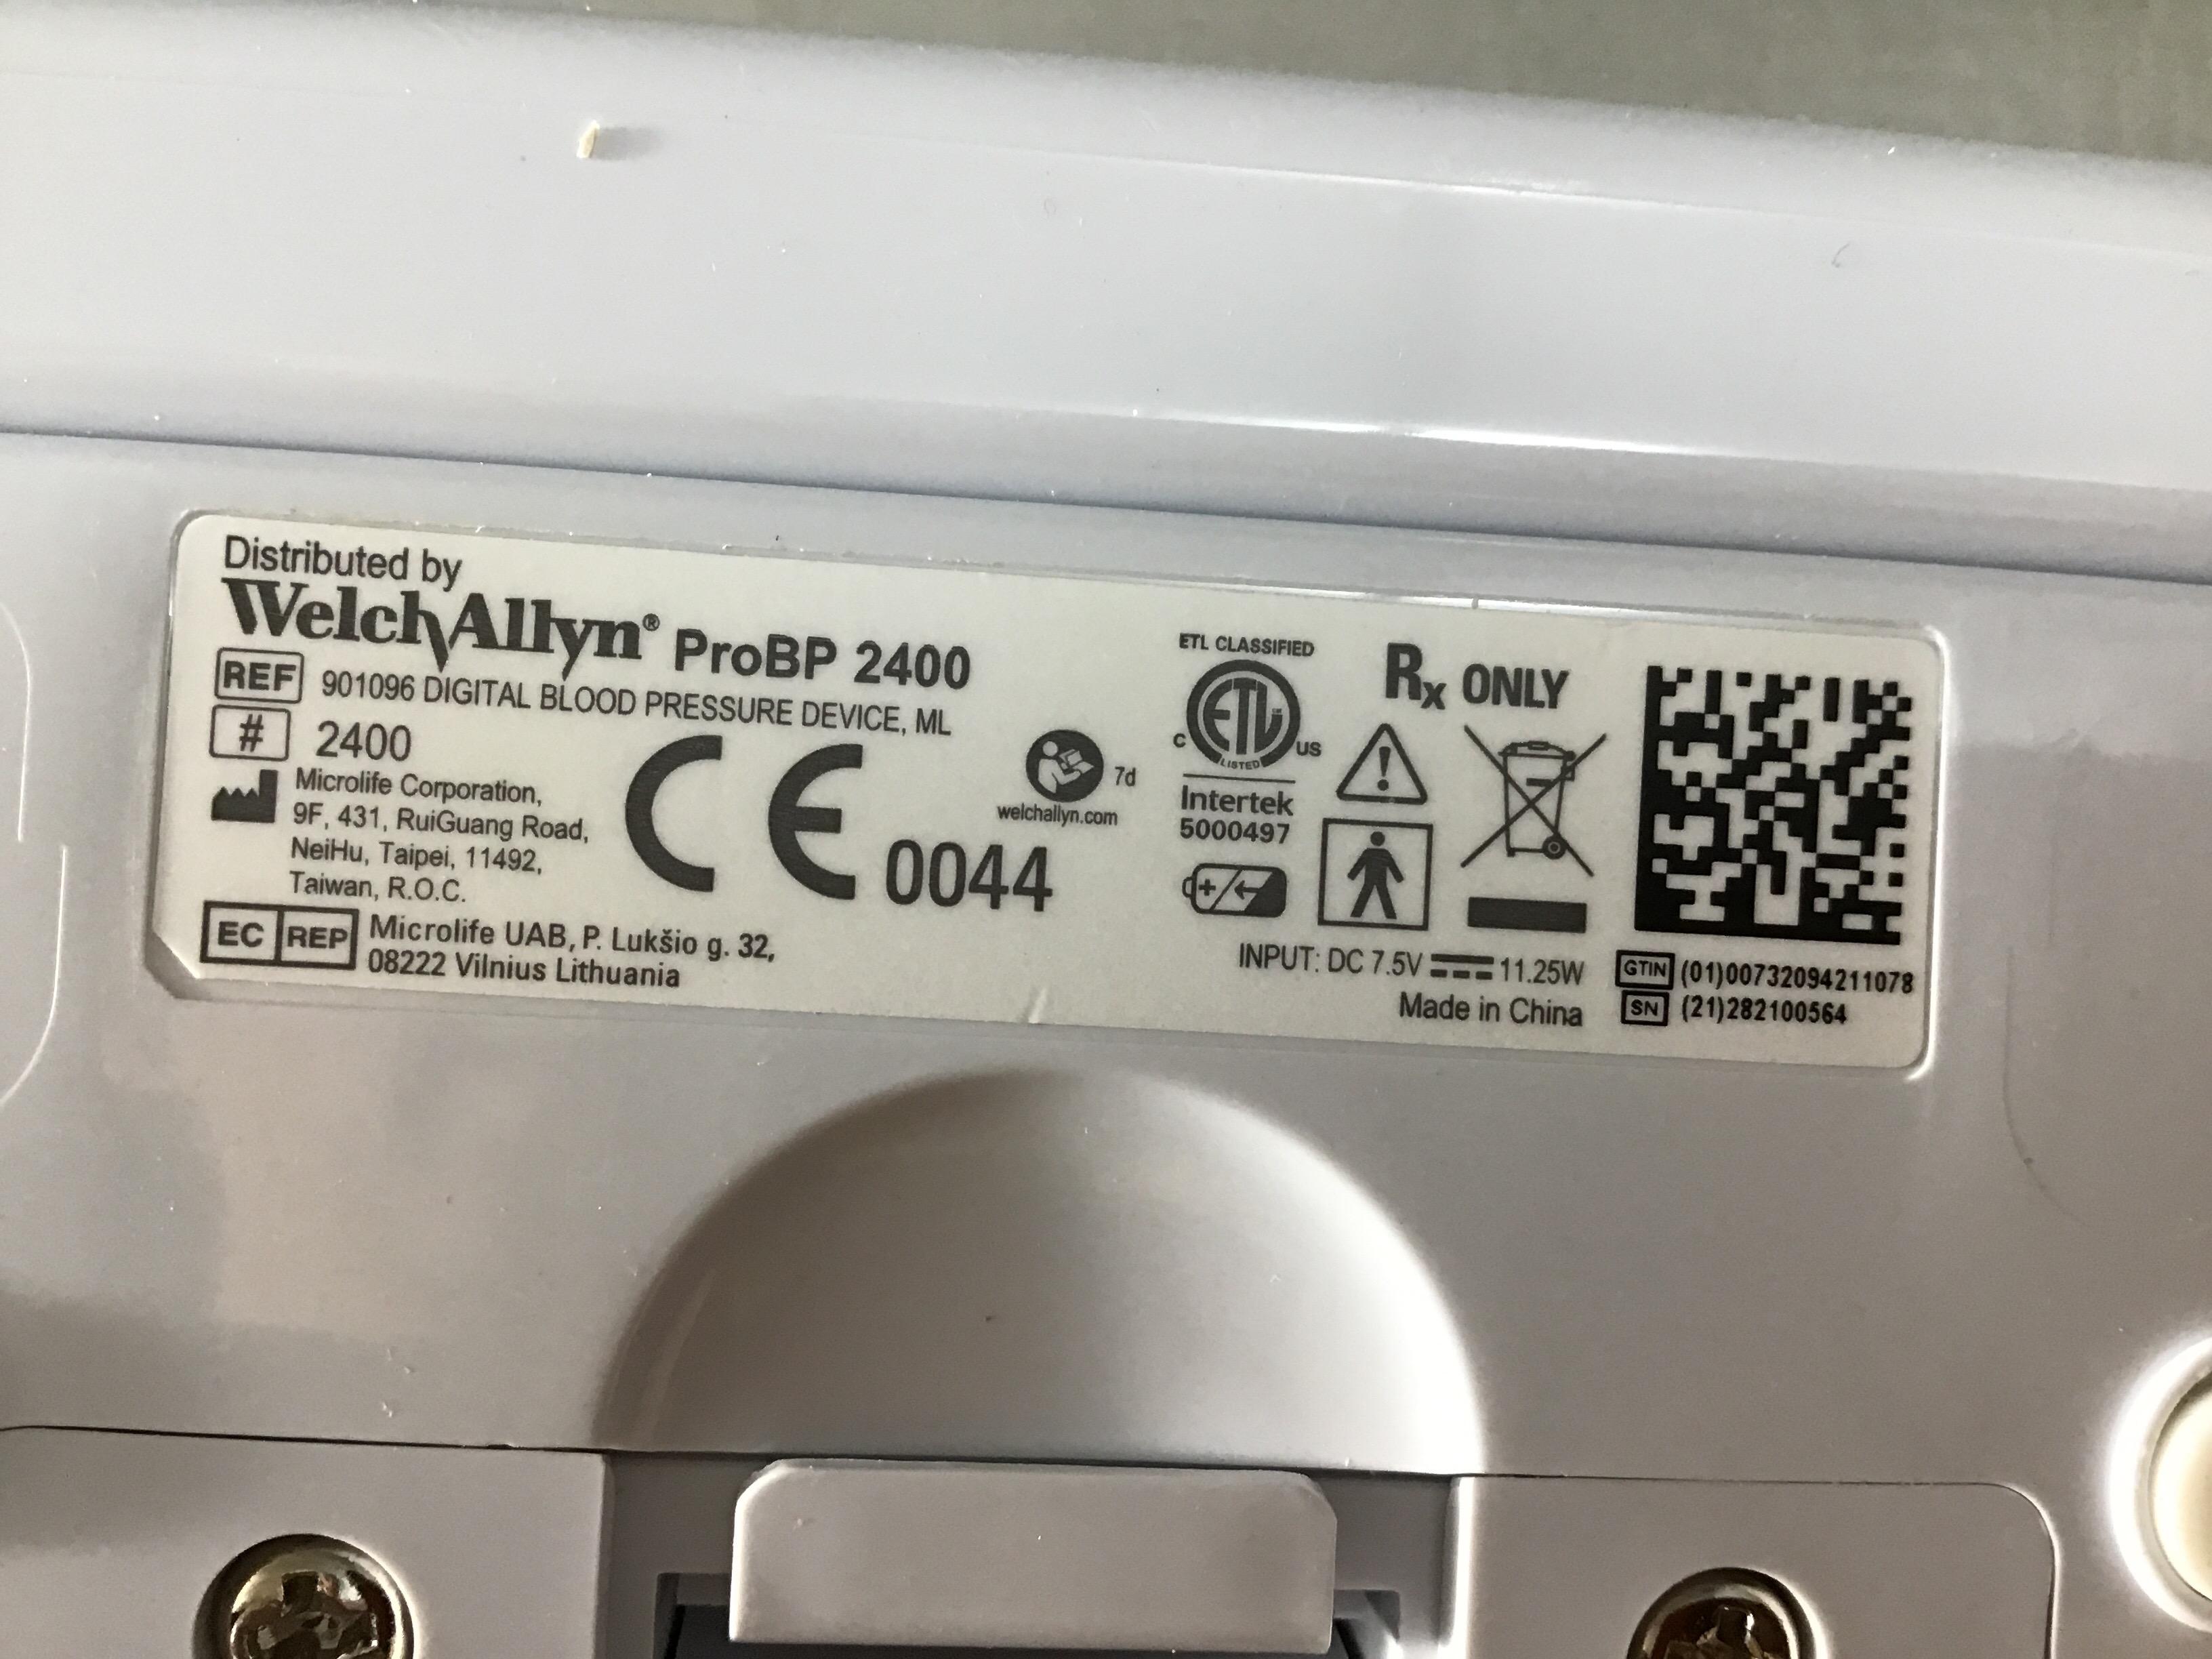 Distributed by
WelchAllyn® ProBP 2400
REF 901096 DIGITAL BLOOD PRESSURE DEVICE, ML
# 2400
Microlife Corporation,
9F, 431, RuiGuang Road,
NeiHu, Taipei, 11492,
Taiwan, R.O.C.
EC REP Microlife UAB, P. Lukšio g. 32,
08222 Vilnius Lithuania
CE 0044
7d
welchallyn.com
ETL CLASSIFIED
ETL
C US
LISTED
Intertek
5000497
Rx ONLY
INPUT: DC 7.5V ⎓ 11.25W
Made in China
GTIN (01)00732094211078
SN (21)282100564